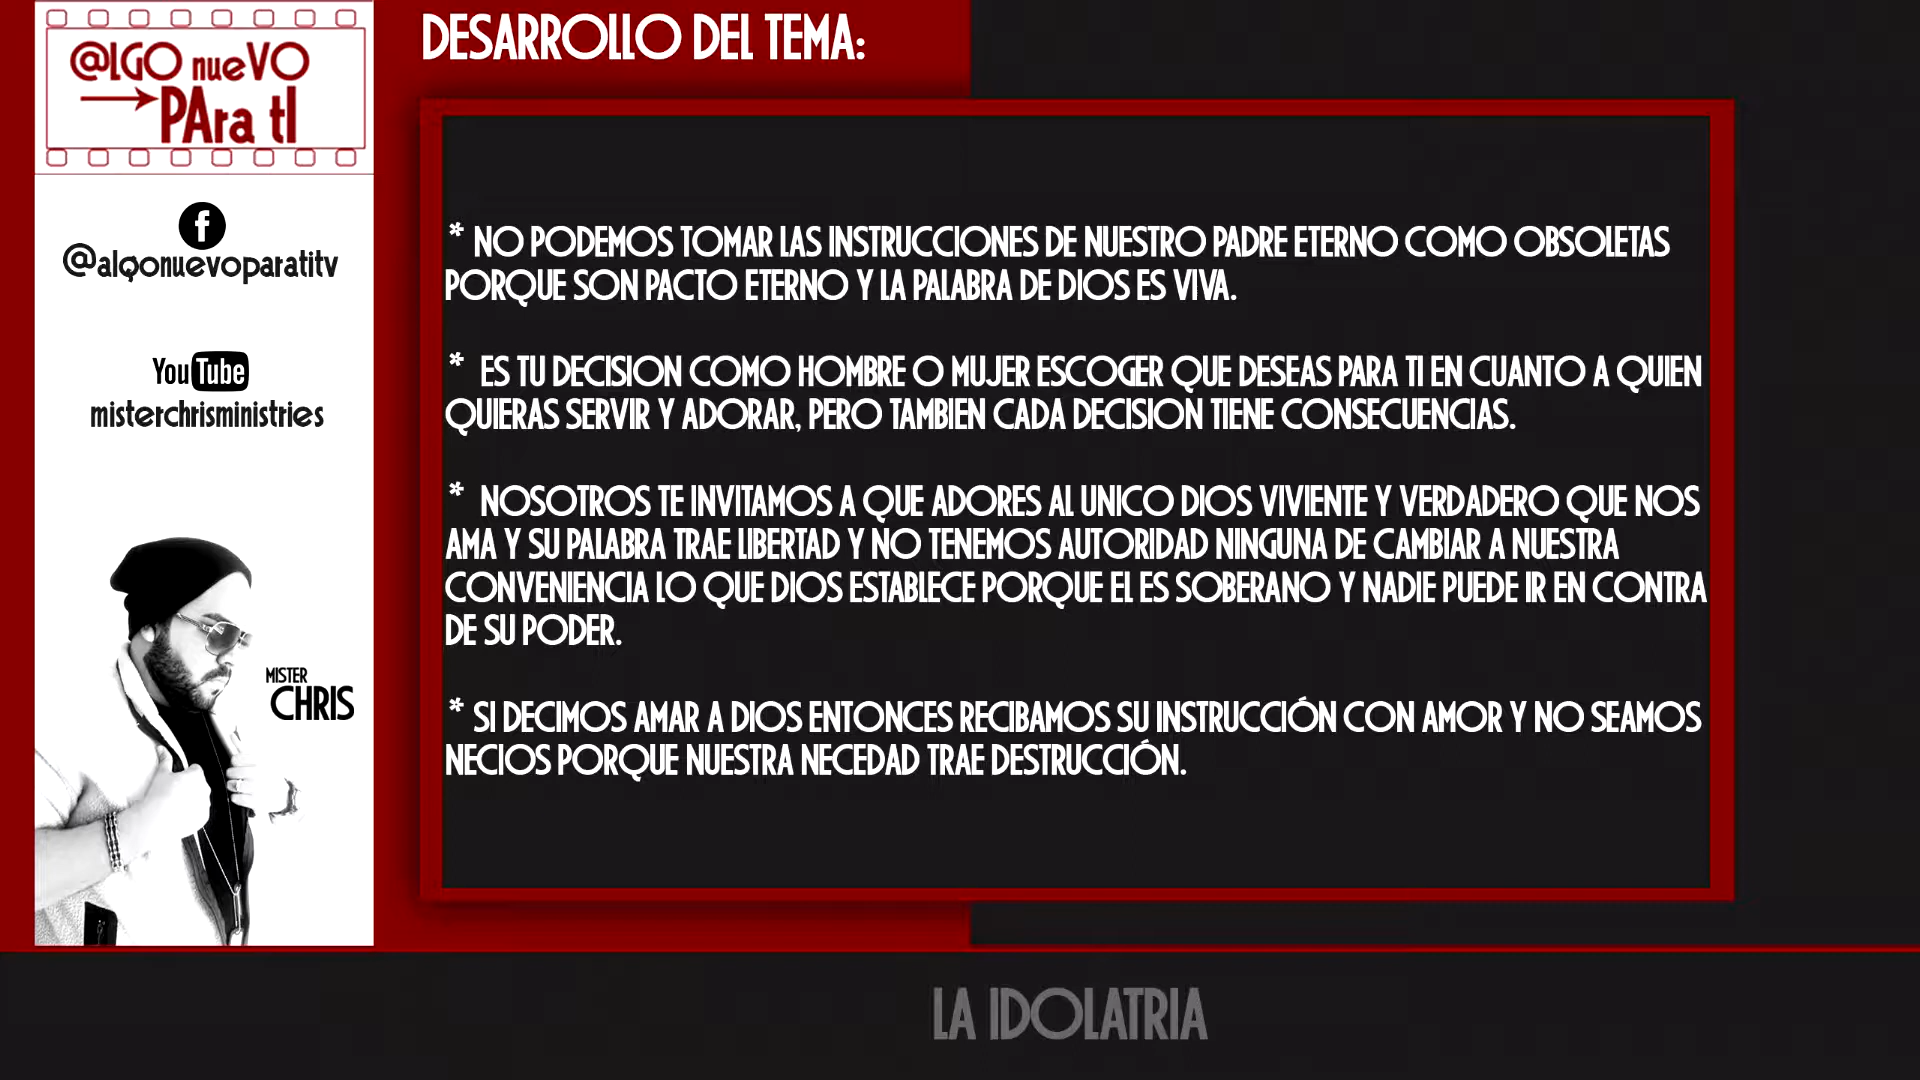 @LGO nueVO
PAra tI
@algonuevoparatitv
YouTube
misterchrisministries
MISTER
CHRIS
DESARROLLO DEL TEMA:
* NO PODEMOS TOMAR LAS INSTRUCCIONES DE NUESTRO PADRE ETERNO COMO OBSOLETAS
PORQUE SON PACTO ETERNO Y LA PALABRA DE DIOS ES VIVA.
* ES TU DECISION COMO HOMBRE O MUJER ESCOGER QUE DESEAS PARA TI EN CUANTO A QUIEN
QUIERAS SERVIR Y ADORAR, PERO TAMBIEN CADA DECISION TIENE CONSECUENCIAS.
* NOSOTROS TE INVITAMOS A QUE ADORES AL UNICO DIOS VIVIENTE Y VERDADERO QUE NOS
AMA Y SU PALABRA TRAE LIBERTAD Y NO TENEMOS AUTORIDAD NINGUNA DE CAMBIAR A NUESTRA
CONVENIENCIA LO QUE DIOS ESTABLECE PORQUE EL ES SOBERANO Y NADIE PUEDE IR EN CONTRA
DE SU PODER.
* SI DECIMOS AMAR A DIOS ENTONCES RECIBAMOS SU INSTRUCCIÓN CON AMOR Y NO SEAMOS
NECIOS PORQUE NUESTRA NECEDAD TRAE DESTRUCCIÓN.
LA IDOLATRIA